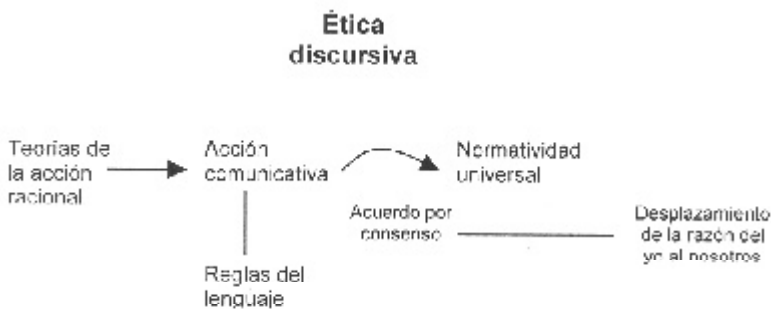 Ética
discursiva
Teorías de
la acción
racional
Acción
comunicativa
Normatividad
universal
Acuerdo por
consenso
Desplazamiento
de la razón del
yo al nosotros
Reglas del
lenguaje